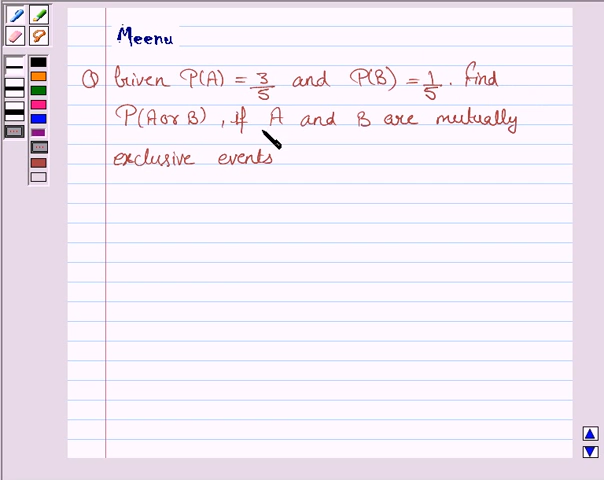 Meenu
Q Given P(A) = 3/5 and P(B) = 1/5. Find
P(A or B), if A and B are mutually
exclusive events